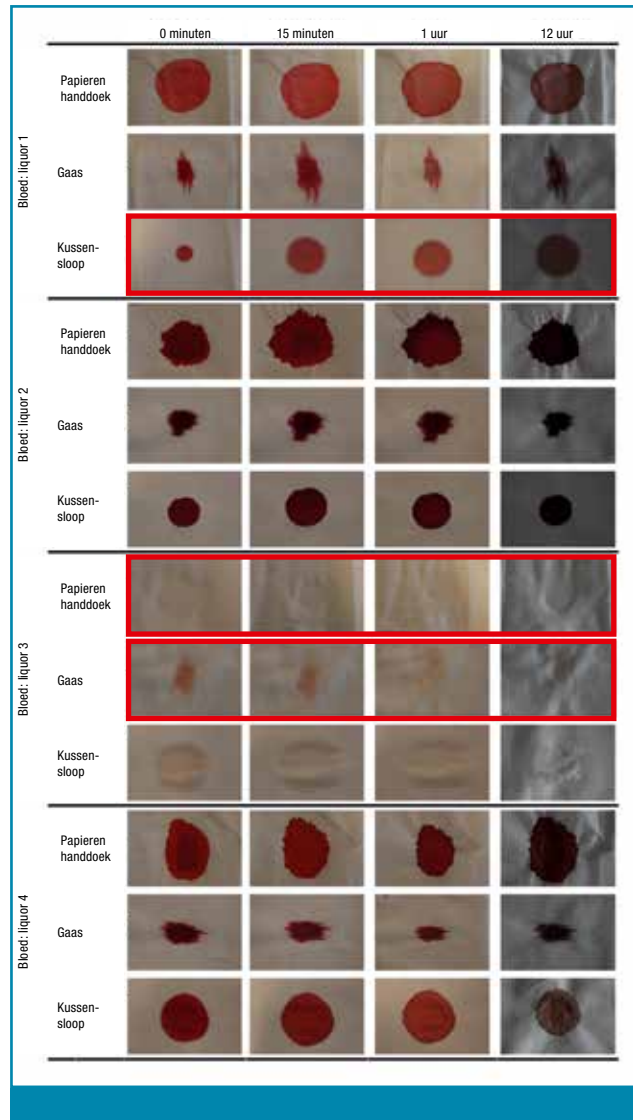 0 minuten 15 minuten 1 uur 12 uur
Bloed: liquor 1
Papieren
handdoek
Gaas
Kussen-
sloop
Bloed: liquor 2
Papieren
handdoek
Gaas
Kussen-
sloop
Bloed: liquor 3
Papieren
handdoek
Gaas
Kussen-
sloop
Bloed: liquor 4
Papieren
handdoek
Gaas
Kussen-
sloop